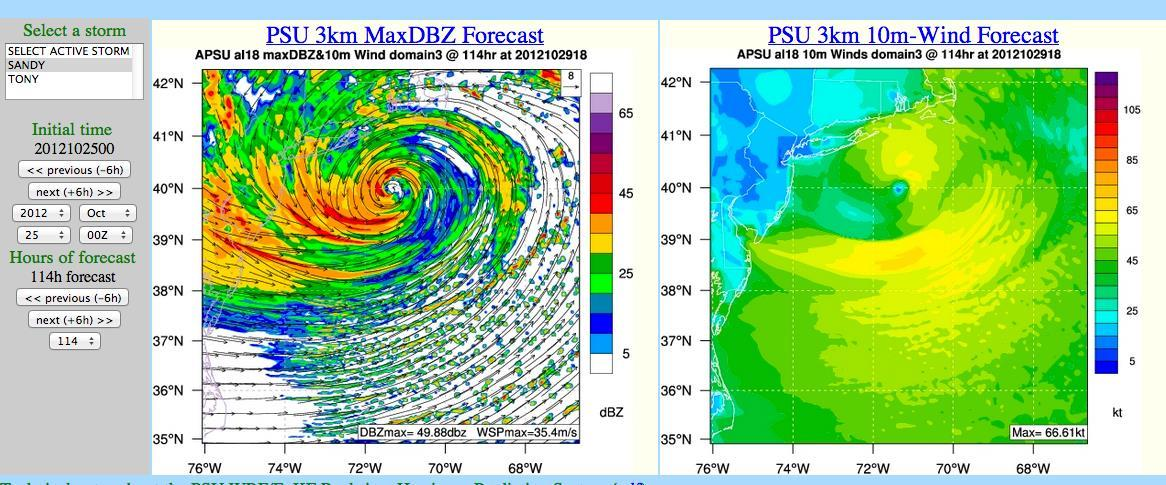 Select a storm
SELECT ACTIVE STORM
SANDY
TONY
Initial time
2012102500
<< previous (-6h)
next (+6h) >>
2012 Oct
25 00Z
Hours of forecast
114h forecast
<< previous (-6h)
next (+6h) >>
114
PSU 3km MaxDBZ Forecast
APSU al18 maxDBZ&10m Wind domain3 @ 114hr at 2012102918
42°N
41°N
40°N
39°N
38°N
37°N
36°N
35°N
76°W 74°W 72°W 70°W 68°W
8
65
45
25
5
dBZ
DBZmax= 49.88dbz WSPmax=35.4m/s
PSU 3km 10m-Wind Forecast
APSU al18 10m Winds domain3 @ 114hr at 2012102918
42°N
41°N
40°N
39°N
38°N
37°N
36°N
35°N
76°W 74°W 72°W 70°W 68°W
105
85
65
45
25
5
kt
Max= 66.61kt